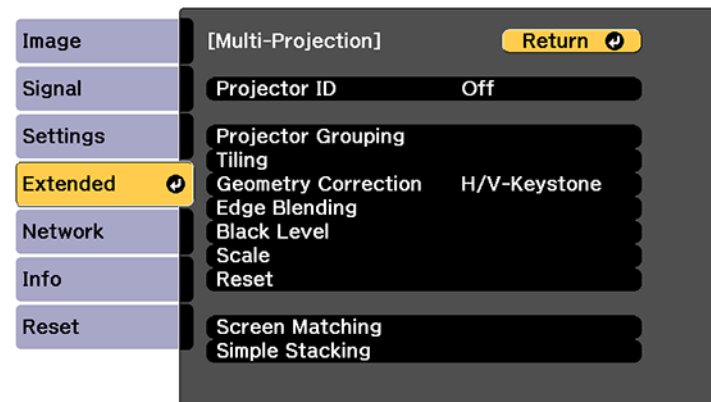 Image
Signal
Settings
Extended
Network
Info
Reset
[Multi-Projection]
Return
Projector ID Off
Projector Grouping
Tiling
Geometry Correction H/V-Keystone
Edge Blending
Black Level
Scale
Reset
Screen Matching
Simple Stacking